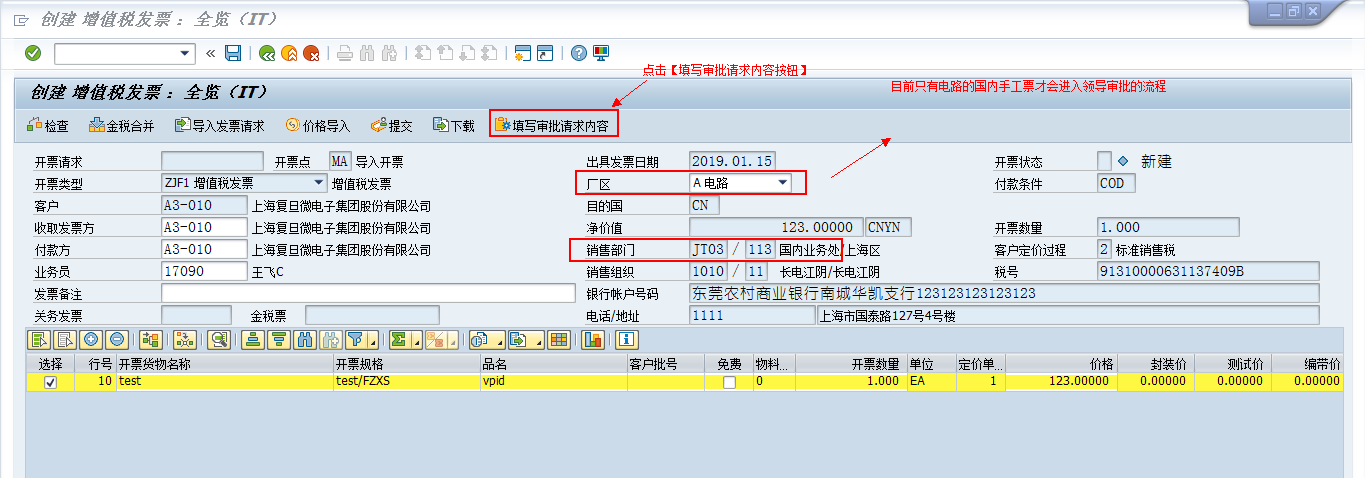 创建 增值税发票：全览（IT）
点击【填写审批请求内容按钮】
目前只有电路的国内手工票才会进入领导审批的流程
创建 增值税发票：全览（IT）
检查 金税合并 导入发票请求 价格导入 提交 下载 填写审批请求内容
开票请求 开票点 MA 导入开票 出具发票日期 2019.01.15 开票状态 新建
开票类型 ZJF1 增值税发票 增值税发票 厂区 A 电路 付款条件 COD
客户 A3-010 上海复旦微电子集团股份有限公司 目的国 CN
收取发票方 A3-010 上海复旦微电子集团股份有限公司 净价值 123.00000 CNYN 开票数量 1.000
付款方 A3-010 上海复旦微电子集团股份有限公司 销售部门 JT03 / 113 国内业务处/上海区 客户定价过程 2 标准销售税
业务员 17090 王飞C 销售组织 1010 / 11 长电江阴/长电江阴 税号 91310000631137409B
发票备注 银行帐户号码 东莞农村商业银行南城华凯支行123123123123123
关务发票 金税票 电话/地址 1111 上海市国泰路127号4号楼
选择 行号 开票货物名称 开票规格 品名 客户批号 免费 物料... 开票数量 单位 定价单... 价格 封装价 测试价 编带价
10 test test/FZXS vpid 0 1.000 EA 1 123.00000 0.00000 0.00000 0.00000